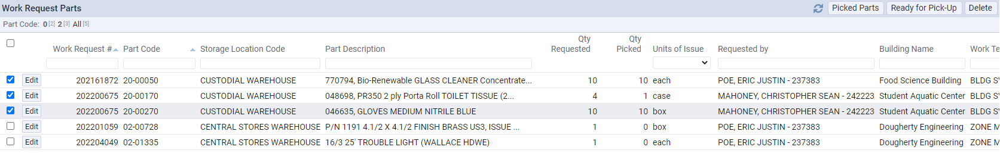 Work Request Parts Picked Parts Ready for Pick-Up Delete
Part Code: 0 [2] 2 [3] All [5]
Work Request # Part Code Storage Location Code Part Description Qty Requested Qty Picked Units of Issue Requested by Building Name Work Te
Edit 202161872 20-00050 CUSTODIAL WAREHOUSE 770794, Bio-Renewable GLASS CLEANER Concentrate... 10 10 each POE, ERIC JUSTIN - 237383 Food Science Building BLDG SY
Edit 202200675 20-00170 CUSTODIAL WAREHOUSE 048698, PR350 2 ply Porta Roll TOILET TISSUE (2... 4 1 case MAHONEY, CHRISTOPHER SEAN - 242223 Student Aquatic Center BLDG SY
Edit 202200675 20-00270 CUSTODIAL WAREHOUSE 046635, GLOVES MEDIUM NITRILE BLUE 10 10 box MAHONEY, CHRISTOPHER SEAN - 242223 Student Aquatic Center BLDG SY
Edit 202201059 02-00728 CENTRAL STORES WAREHOUSE P/N 1191 4.1/2 X 4.1/2 FINISH BRASS US3, ISSUE ... 1 0 box POE, ERIC JUSTIN - 237383 Dougherty Engineering ZONE M
Edit 202204049 02-01335 CENTRAL STORES WAREHOUSE 16/3 25' TROUBLE LIGHT (WALLACE HDWE) 1 0 each POE, ERIC JUSTIN - 237383 Dougherty Engineering ZONE M